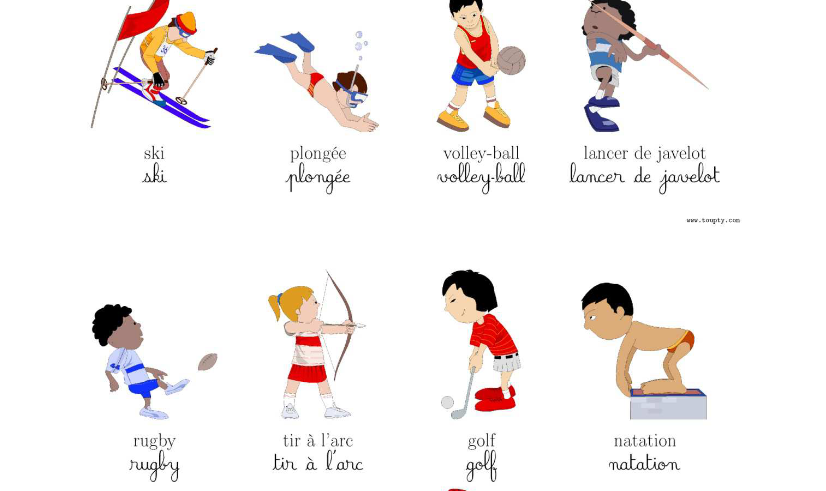 ski plongée volley-ball lancer de javelot
ski plongée volley-ball lancer de javelot
www.toupty.com
rugby tir à l'arc golf natation
rugby tir à l'arc golf natation